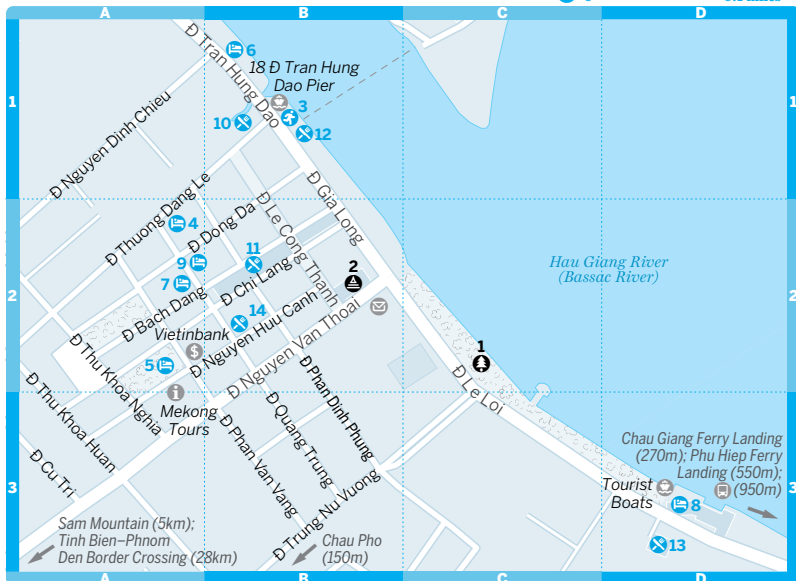 A
B
C
D
1
2
3
1
2
3
A
B
C
D
Đ Tran Hung Dao
6
18 Đ Tran Hung
Dao Pier
3
10
12
Đ Nguyen Dinh Chieu
Đ Thuong Dang Le
Đ Gia Long
4
Đ Dong Da
Đ Le Cong Thanh
9
11
7
Đ Chi Lang
2
Hau Giang River
(Bassac River)
Đ Bach Dang
14
Đ Nguyen Huu Canh
Vietinbank
$
Đ Nguyen Van Thoai
1
5
Đ Thu Khoa Nghia
i
Mekong
Tours
Đ Le Loi
Đ Thu Khoa Huan
Đ Phan Dinh Phung
Đ Quang Trung
Đ Phan Van Vang
Đ Cu Tri
Đ Trung Nu Vuong
Chau Giang Ferry Landing
(270m); Phu Hiep Ferry
Landing (550m);
(950m)
Tourist
Boats
8
13
Sam Mountain (5km);
Tinh Bien–Phnom
Den Border Crossing (28km)
Chau Pho
(150m)